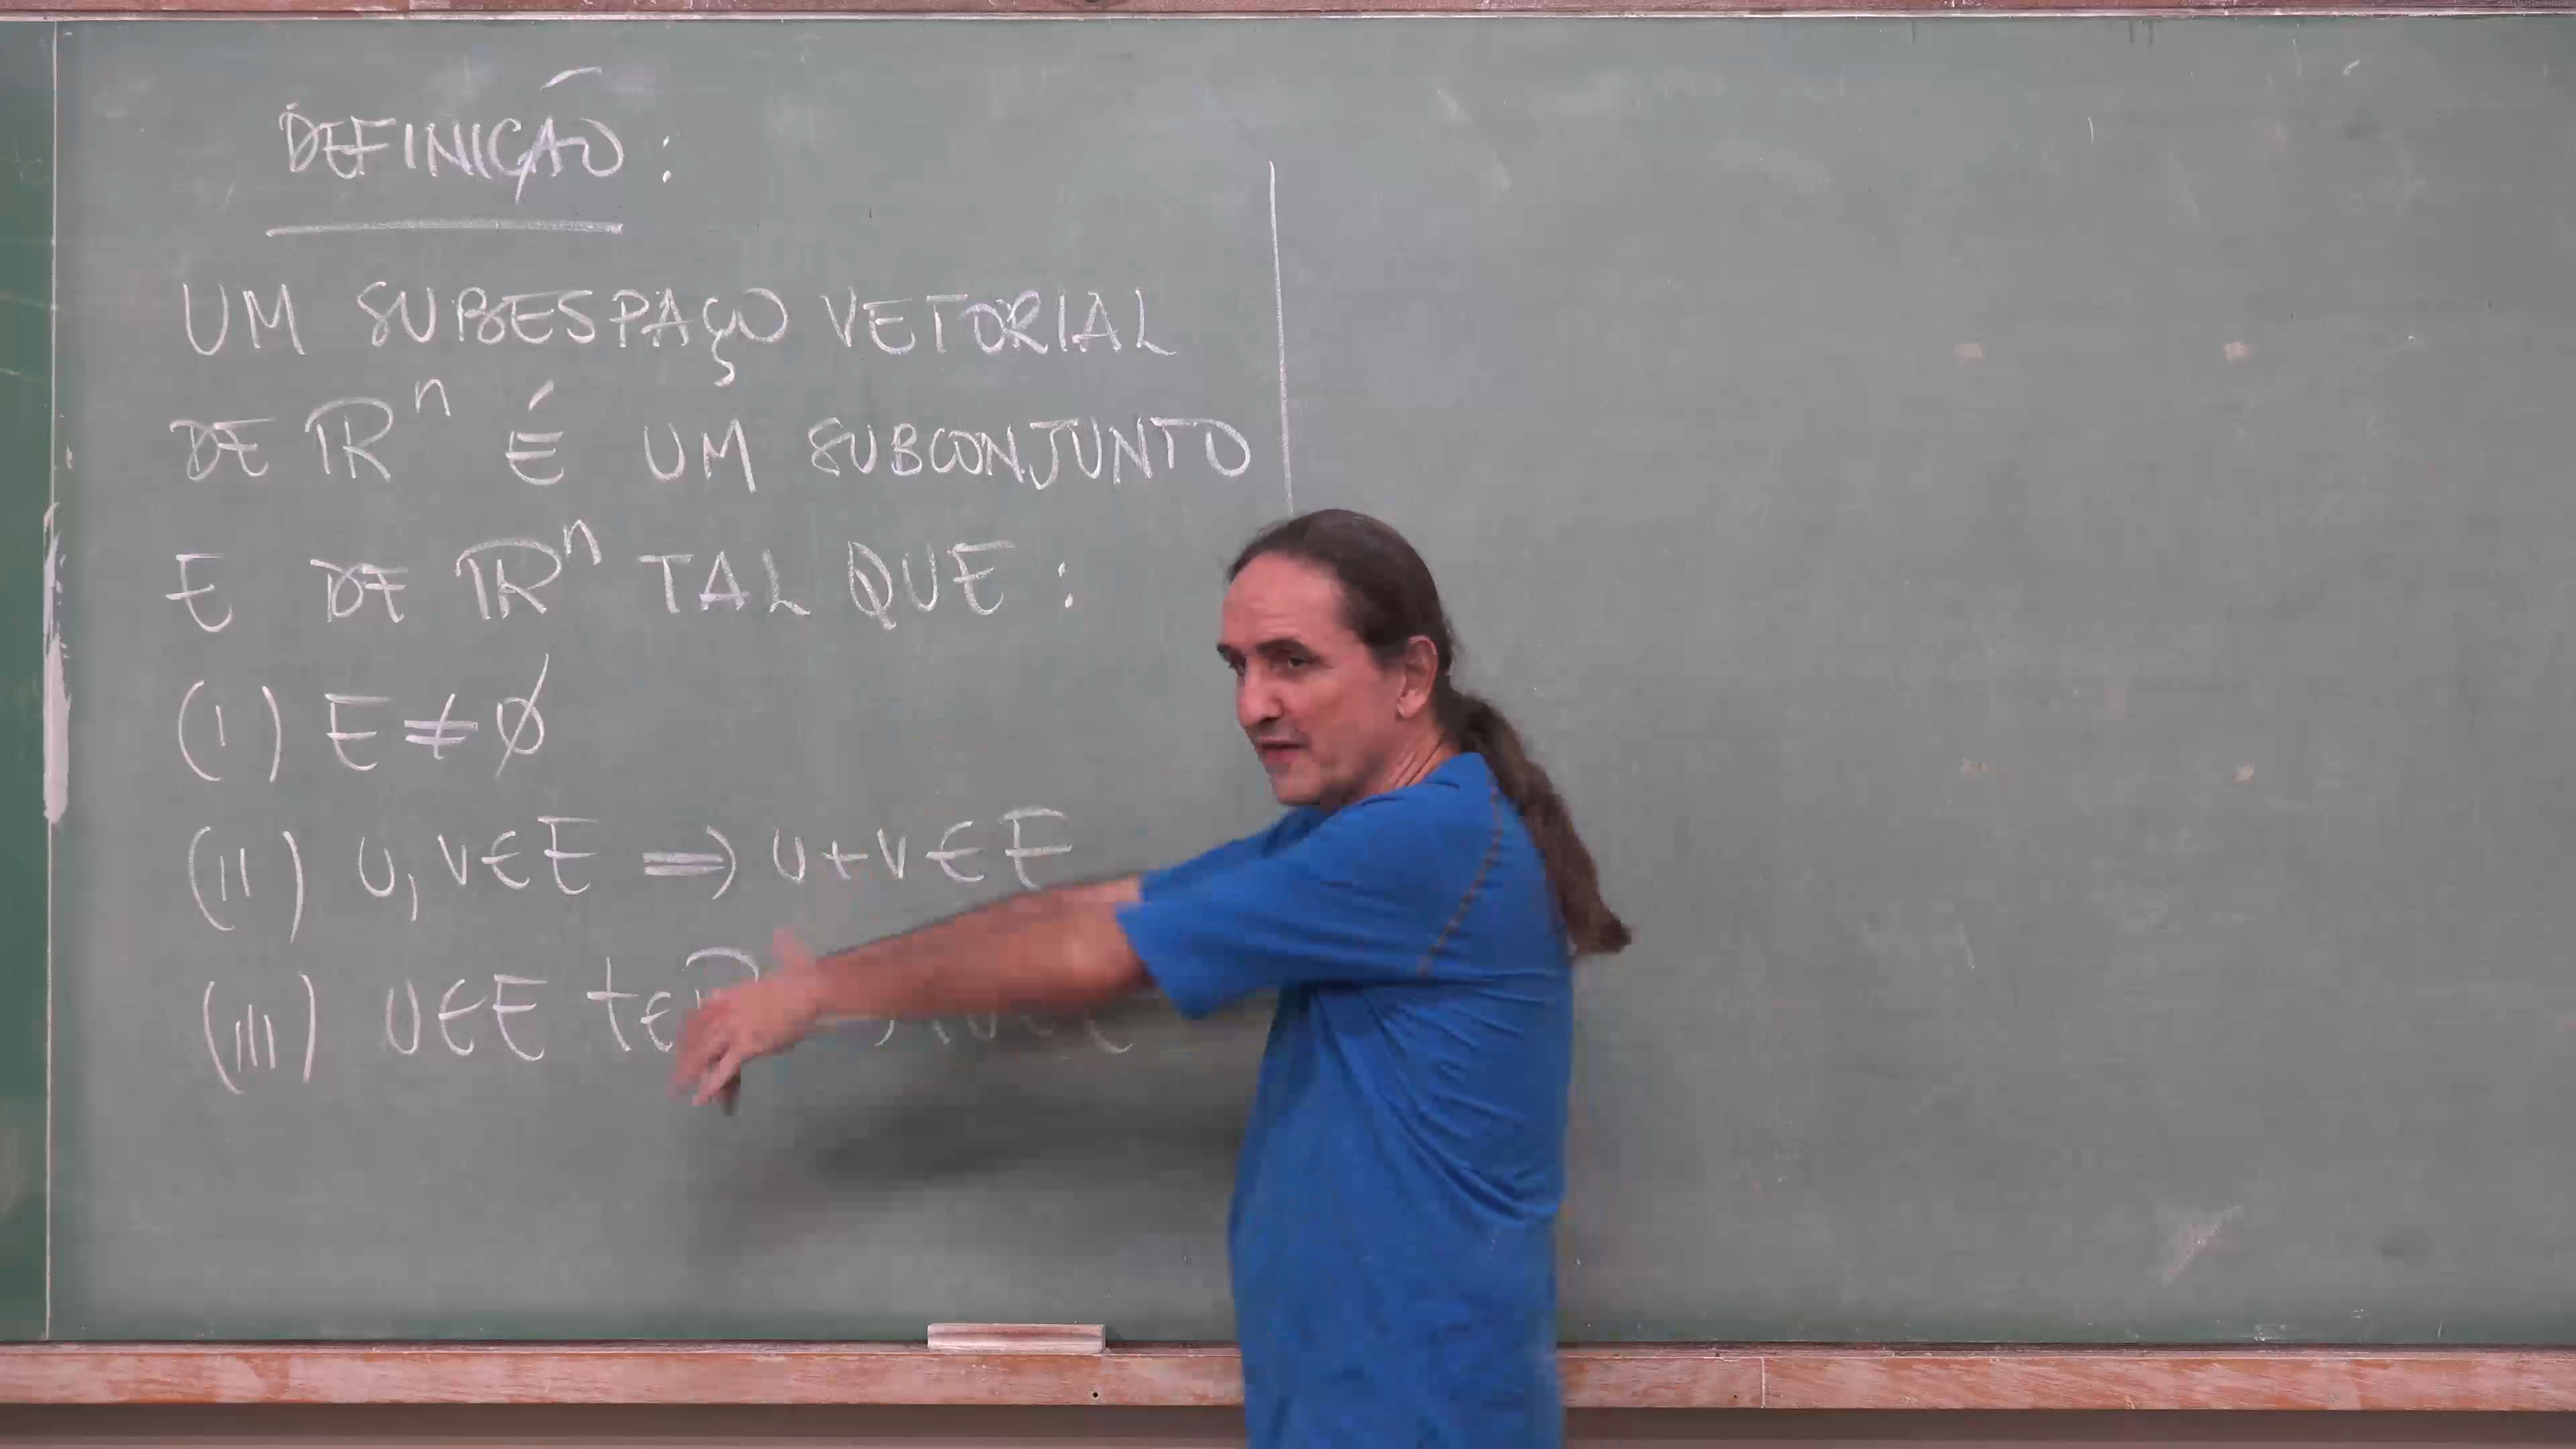 DEFINIÇÃO:
UM SUBESPAÇO VETORIAL
DE ℝⁿ É UM SUBCONJUNTO
E DE ℝⁿ TAL QUE:
(I) E ≠ ∅
(II) U, V ∈ E ⇒ U + V ∈ E
(III) U ∈ E t ∈ ℝ